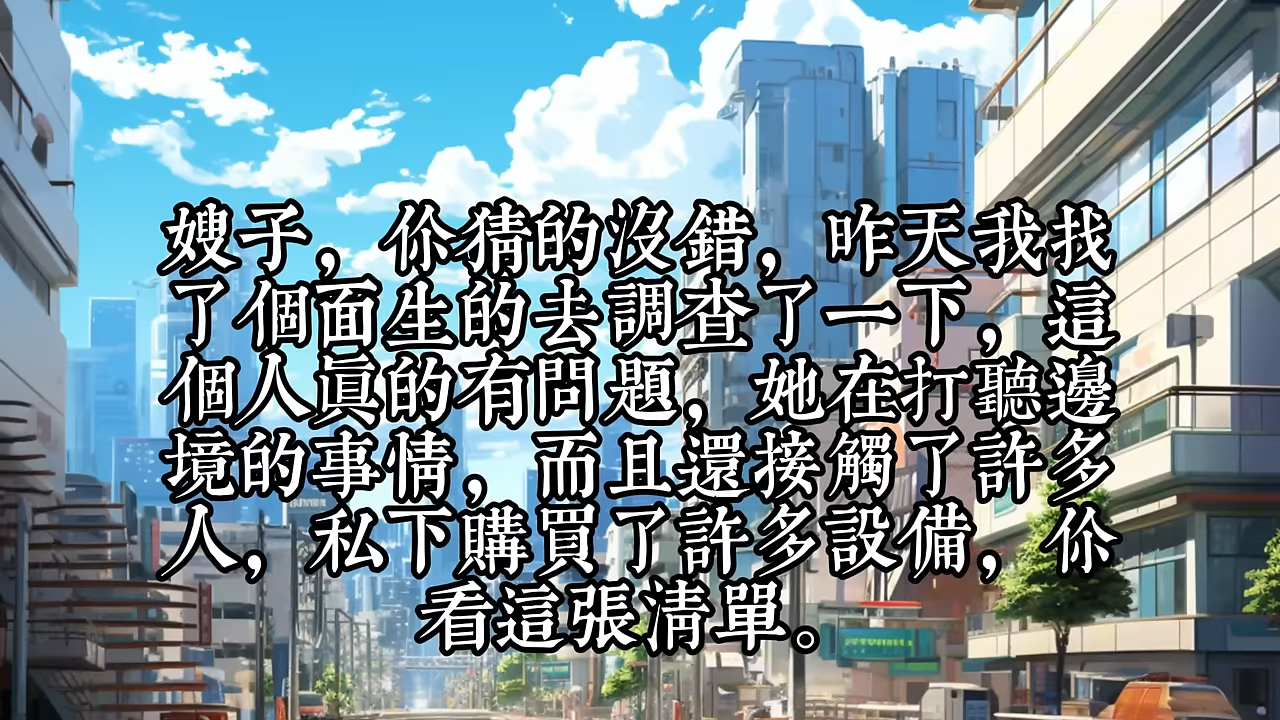 嫂子，你猜的沒錯，昨天我找
了個面生的去調查了一下，這
個人真的有問題，她在打聽邊
境的事情，而且還接觸了許多
人，私下購買了許多設備，你
看這張清單。